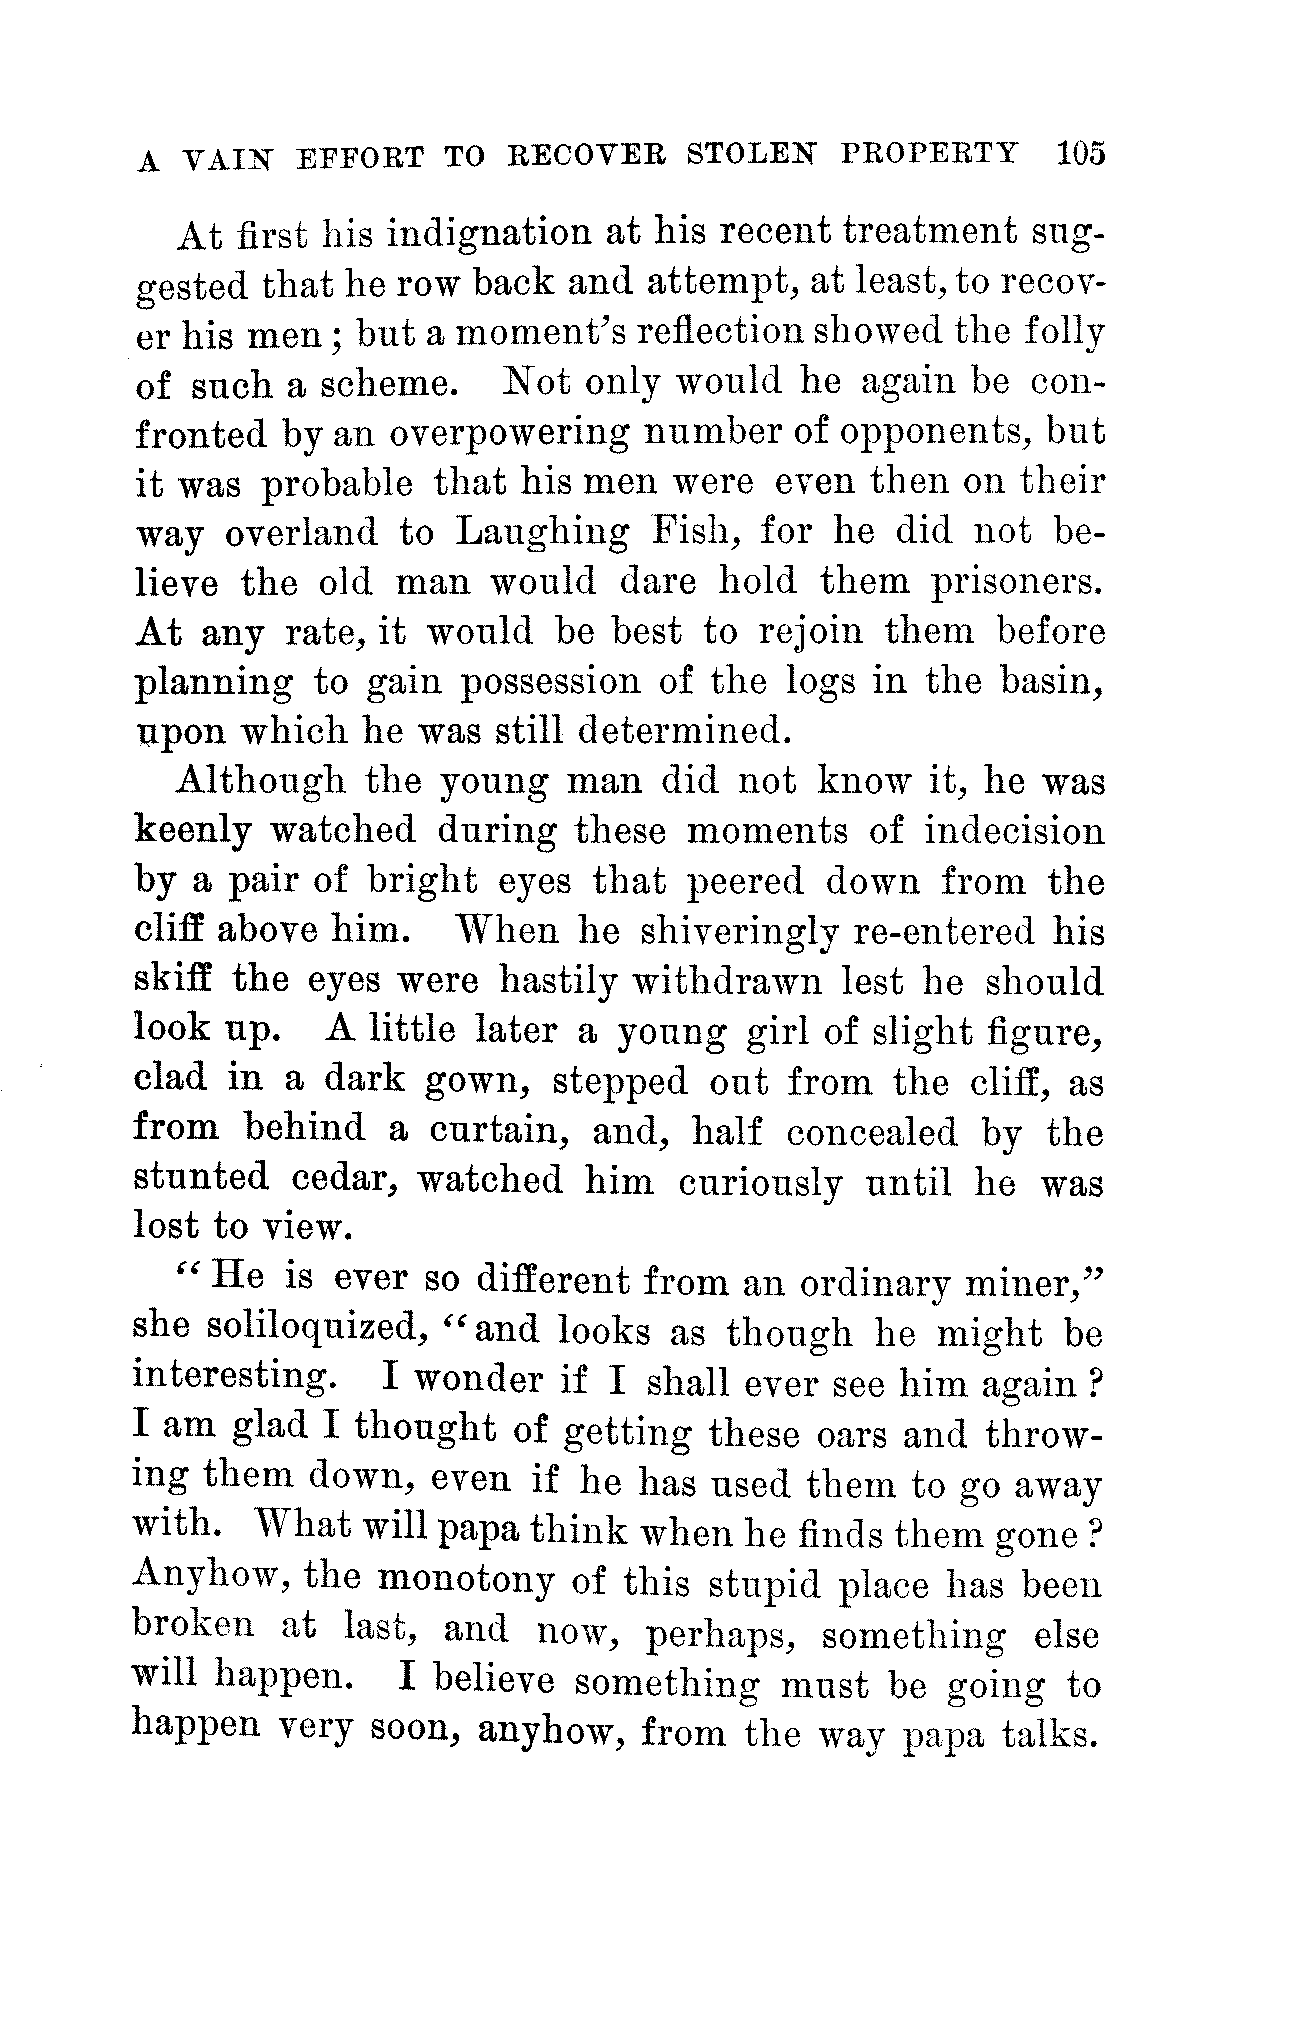 A VAIN EFFORT TO RECOVER STOLEN PROPERTY 105
At first his indignation at his recent treatment sug-
gested that he row back and attempt, at least, to recov-
er his men; but a moment's reflection showed the folly
of such a scheme. Not only would he again be con-
fronted by an overpowering number of opponents, but
it was probable that his men were even then on their
way overland to Laughing Fish, for he did not be-
lieve the old man would dare hold them prisoners.
At any rate, it would be best to rejoin them before
planning to gain possession of the logs in the basin,
upon which he was still determined.
Although the young man did not know it, he was
keenly watched during these moments of indecision
by a pair of bright eyes that peered down from the
cliff above him. When he shiveringly re-entered his
skiff the eyes were hastily withdrawn lest he should
look up. A little later a young girl of slight figure,
clad in a dark gown, stepped out from the cliff, as
from behind a curtain, and, half concealed by the
stunted cedar, watched him curiously until he was
lost to view.
"He is ever so different from an ordinary miner,"
she soliloquized, "and looks as though he might be
interesting. I wonder if I shall ever see him again?
I am glad I thought of getting these oars and throw-
ing them down, even if he has used them to go away
with. What will papa think when he finds them gone?
Anyhow, the monotony of this stupid place has been
broken at last, and now, perhaps, something else
will happen. I believe something must be going to
happen very soon, anyhow, from the way papa talks.